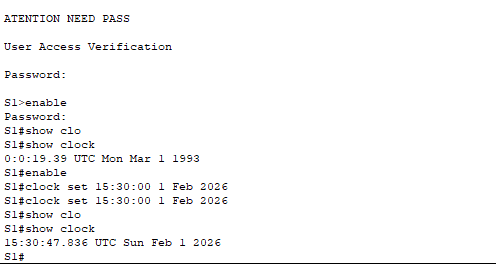 ATENTION NEED PASS
User Access Verification
Password:
S1>enable
Password:
S1#show clo
S1#show clock
0:0:19.39 UTC Mon Mar 1 1993
S1#enable
S1#clock set 15:30:00 1 Feb 2026
S1#clock set 15:30:00 1 Feb 2026
S1#show clo
S1#show clock
15:30:47.836 UTC Sun Feb 1 2026
S1#